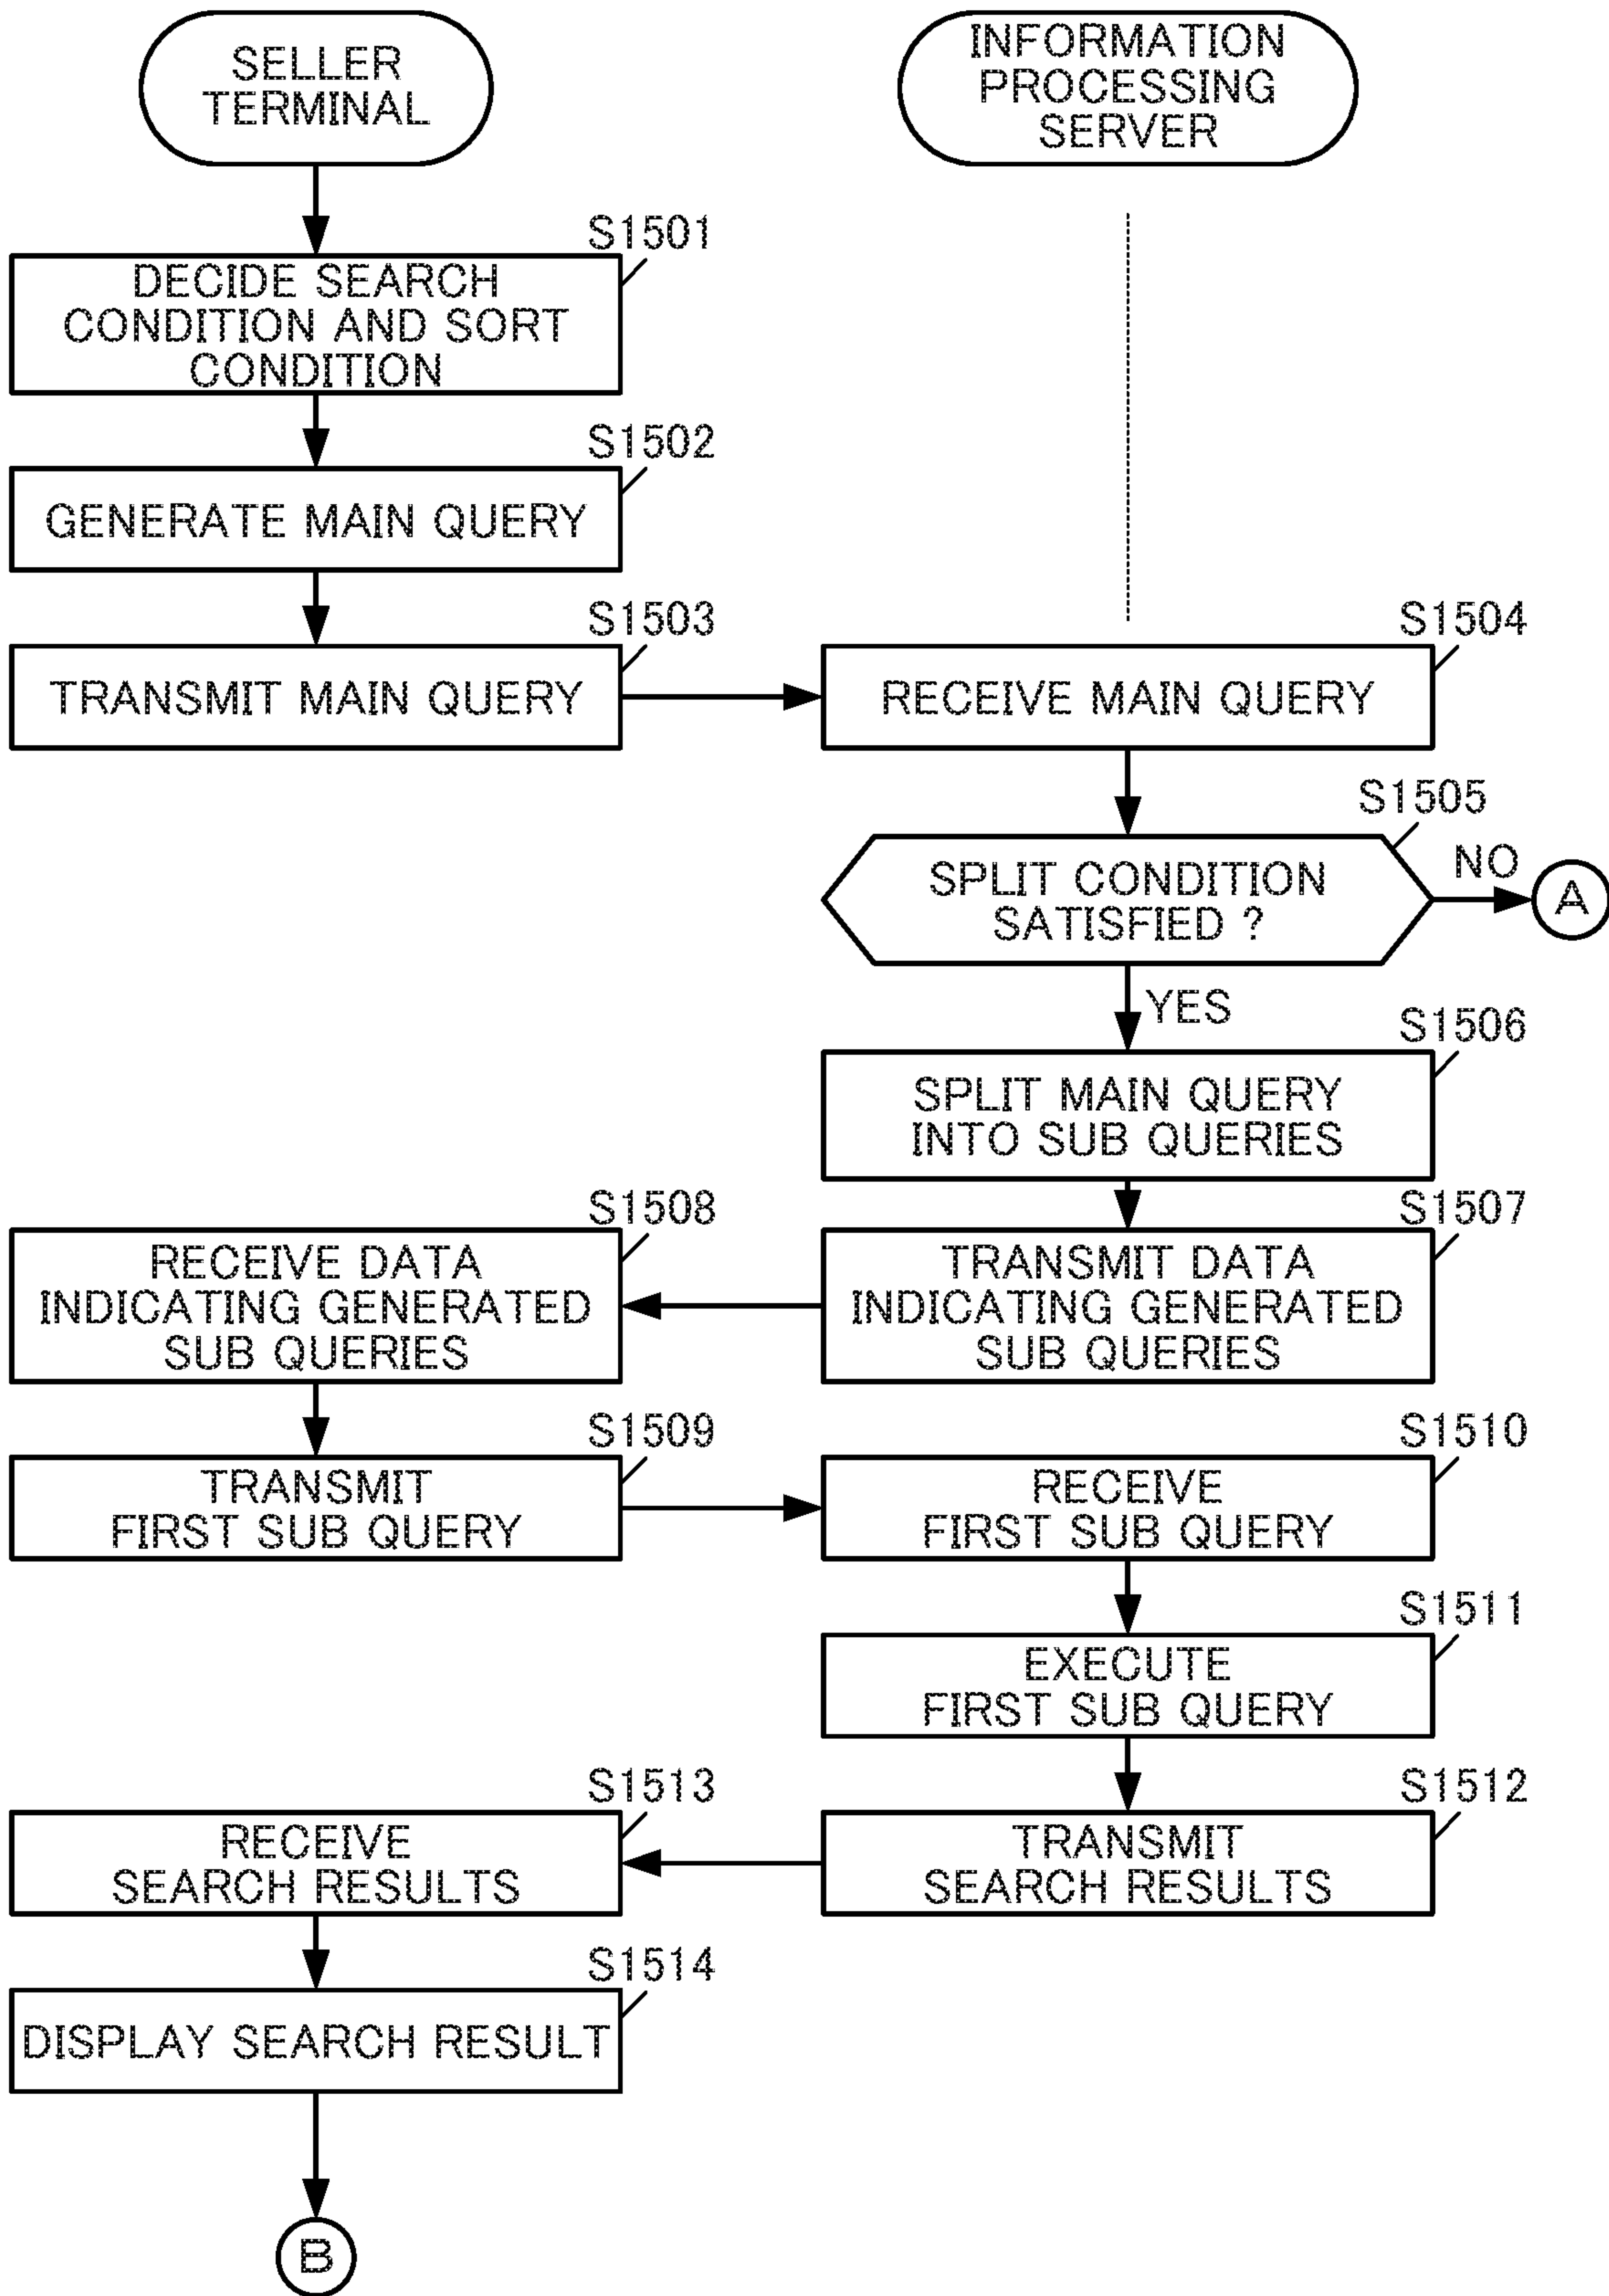 SELLER
TERMINAL
INFORMATION
PROCESSING
SERVER
S1501
DECIDE SEARCH
CONDITION AND SORT
CONDITION
S1502
GENERATE MAIN QUERY
S1503
TRANSMIT MAIN QUERY
S1504
RECEIVE MAIN QUERY
S1505
SPLIT CONDITION
SATISFIED ?
NO
A
YES
S1506
SPLIT MAIN QUERY
INTO SUB QUERIES
S1507
TRANSMIT DATA
INDICATING GENERATED
SUB QUERIES
S1508
RECEIVE DATA
INDICATING GENERATED
SUB QUERIES
S1509
TRANSMIT
FIRST SUB QUERY
S1510
RECEIVE
FIRST SUB QUERY
S1511
EXECUTE
FIRST SUB QUERY
S1512
TRANSMIT
SEARCH RESULTS
S1513
RECEIVE
SEARCH RESULTS
S1514
DISPLAY SEARCH RESULT
B